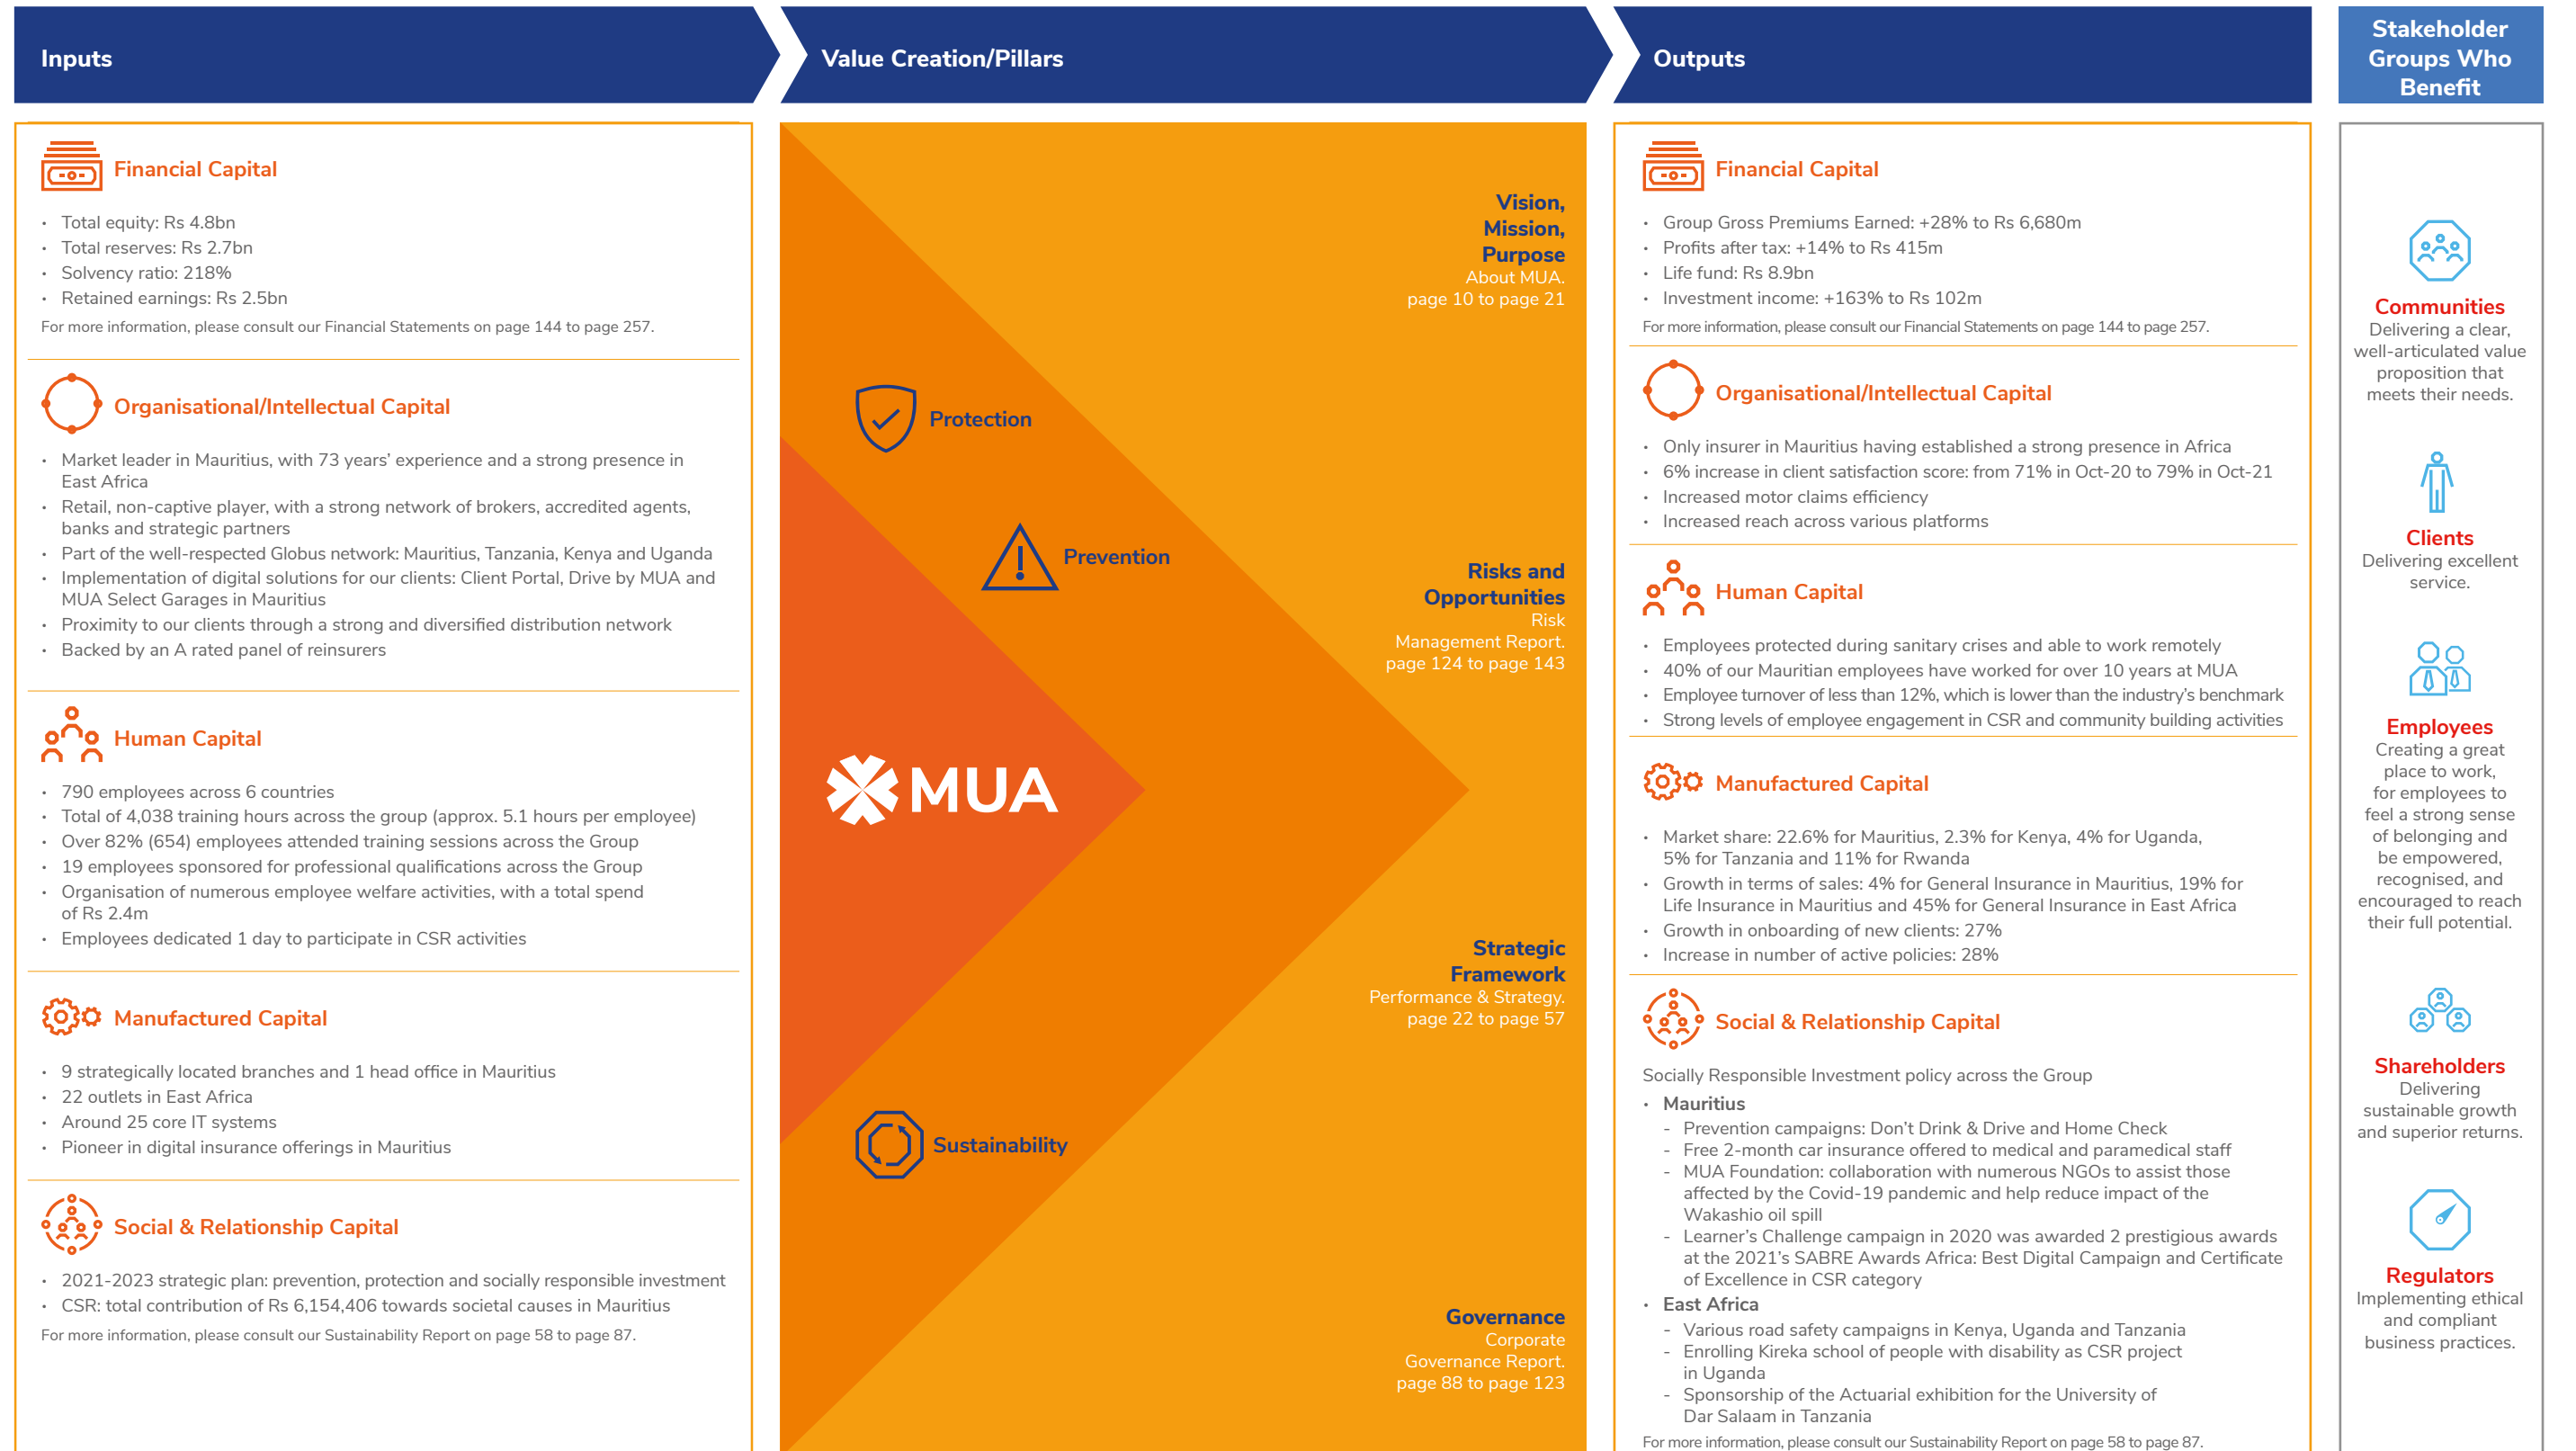 Inputs
Value Creation/Pillars
Outputs
Stakeholder
Groups Who
Benefit
Financial Capital
• Total equity: Rs 4.8bn
• Total reserves: Rs 2.7bn
• Solvency ratio: 218%
• Retained earnings: Rs 2.5bn
For more information, please consult our Financial Statements on page 144 to page 257.
Organisational/Intellectual Capital
• Market leader in Mauritius, with 73 years’ experience and a strong presence in
East Africa
• Retail, non-captive player, with a strong network of brokers, accredited agents,
banks and strategic partners
• Part of the well-respected Globus network: Mauritius, Tanzania, Kenya and Uganda
• Implementation of digital solutions for our clients: Client Portal, Drive by MUA and
MUA Select Garages in Mauritius
• Proximity to our clients through a strong and diversified distribution network
• Backed by an A rated panel of reinsurers
Human Capital
• 790 employees across 6 countries
• Total of 4,038 training hours across the group (approx. 5.1 hours per employee)
• Over 82% (654) employees attended training sessions across the Group
• 19 employees sponsored for professional qualifications across the Group
• Organisation of numerous employee welfare activities, with a total spend
of Rs 2.4m
• Employees dedicated 1 day to participate in CSR activities
Manufactured Capital
• 9 strategically located branches and 1 head office in Mauritius
• 22 outlets in East Africa
• Around 25 core IT systems
• Pioneer in digital insurance offerings in Mauritius
Social & Relationship Capital
• 2021-2023 strategic plan: prevention, protection and socially responsible investment
• CSR: total contribution of Rs 6,154,406 towards societal causes in Mauritius
For more information, please consult our Sustainability Report on page 58 to page 87.
Protection
Prevention
MUA
Sustainability
Vision,
Mission,
Purpose
About MUA.
page 10 to page 21
Risks and
Opportunities
Risk
Management Report.
page 124 to page 143
Strategic
Framework
Performance & Strategy.
page 22 to page 57
Governance
Corporate
Governance Report.
page 88 to page 123
Financial Capital
• Group Gross Premiums Earned: +28% to Rs 6,680m
• Profits after tax: +14% to Rs 415m
• Life fund: Rs 8.9bn
• Investment income: +163% to Rs 102m
For more information, please consult our Financial Statements on page 144 to page 257.
Organisational/Intellectual Capital
• Only insurer in Mauritius having established a strong presence in Africa
• 6% increase in client satisfaction score: from 71% in Oct-20 to 79% in Oct-21
• Increased motor claims efficiency
• Increased reach across various platforms
Human Capital
• Employees protected during sanitary crises and able to work remotely
• 40% of our Mauritian employees have worked for over 10 years at MUA
• Employee turnover of less than 12%, which is lower than the industry’s benchmark
• Strong levels of employee engagement in CSR and community building activities
Manufactured Capital
• Market share: 22.6% for Mauritius, 2.3% for Kenya, 4% for Uganda,
5% for Tanzania and 11% for Rwanda
• Growth in terms of sales: 4% for General Insurance in Mauritius, 19% for
Life Insurance in Mauritius and 45% for General Insurance in East Africa
• Growth in onboarding of new clients: 27%
• Increase in number of active policies: 28%
Social & Relationship Capital
Socially Responsible Investment policy across the Group
• Mauritius
- Prevention campaigns: Don’t Drink & Drive and Home Check
- Free 2-month car insurance offered to medical and paramedical staff
- MUA Foundation: collaboration with numerous NGOs to assist those
affected by the Covid-19 pandemic and help reduce impact of the
Wakashio oil spill
- Learner’s Challenge campaign in 2020 was awarded 2 prestigious awards
at the 2021’s SABRE Awards Africa: Best Digital Campaign and Certificate
of Excellence in CSR category
• East Africa
- Various road safety campaigns in Kenya, Uganda and Tanzania
- Enrolling Kireka school of people with disability as CSR project
in Uganda
- Sponsorship of the Actuarial exhibition for the University of
Dar Salaam in Tanzania
For more information, please consult our Sustainability Report on page 58 to page 87.
Communities
Delivering a clear,
well-articulated value
proposition that
meets their needs.
Clients
Delivering excellent
service.
Employees
Creating a great
place to work,
for employees to
feel a strong sense
of belonging and
be empowered,
recognised, and
encouraged to reach
their full potential.
Shareholders
Delivering
sustainable growth
and superior returns.
Regulators
Implementing ethical
and compliant
business practices.